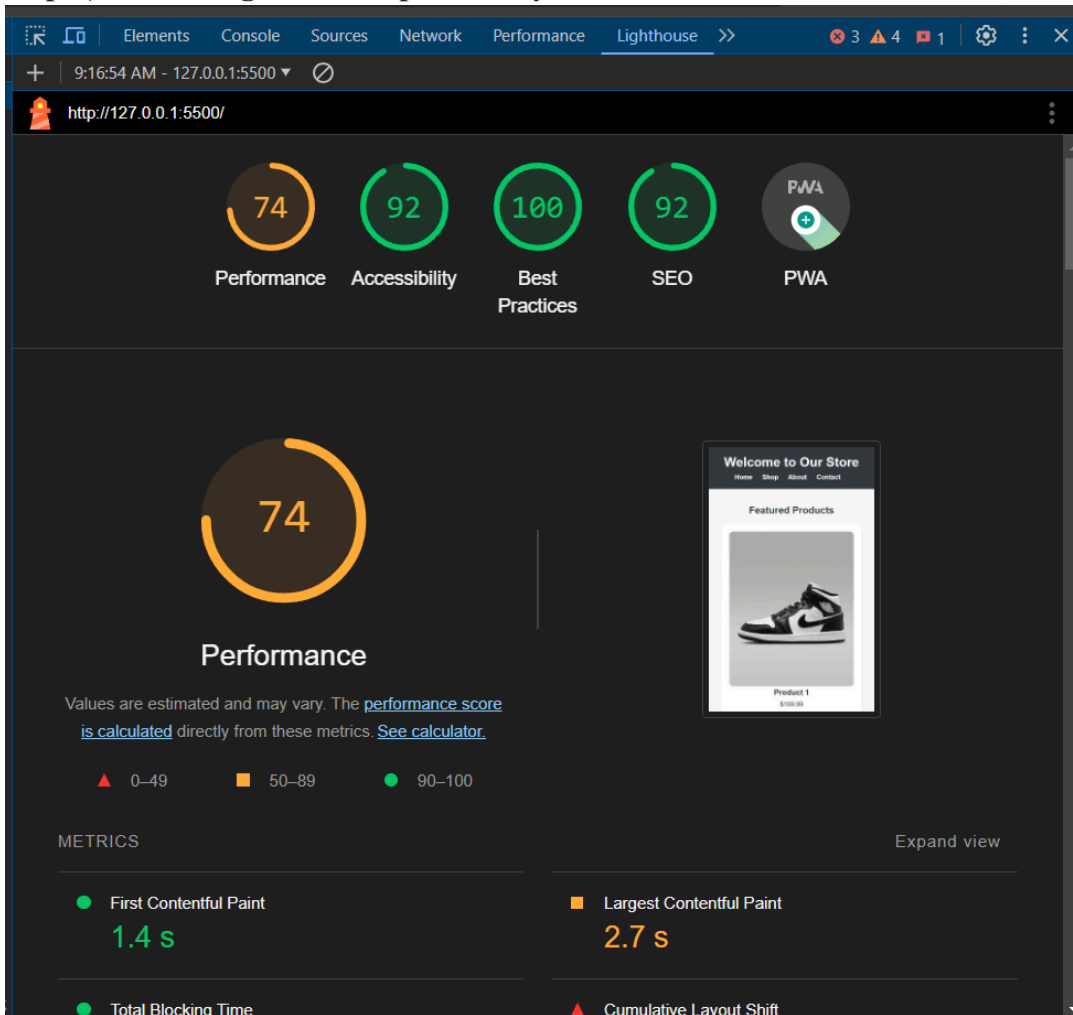 Elements Console Sources Network Performance Lighthouse >> 3 4 1
9:16:54 AM - 127.0.0.1:5500
http://127.0.0.1:5500/
74 92 100 92 PWA
Performance Accessibility Best Practices SEO PWA
74
Performance
Values are estimated and may vary. The performance score
is calculated directly from these metrics. See calculator.
0–49 50–89 90–100
Welcome to Our Store
Home Shop About Contact
Featured Products
Product 1
$199.99
METRICS Expand view
First Contentful Paint Largest Contentful Paint
1.4 s 2.7 s
Total Blocking Time Cumulative Layout Shift